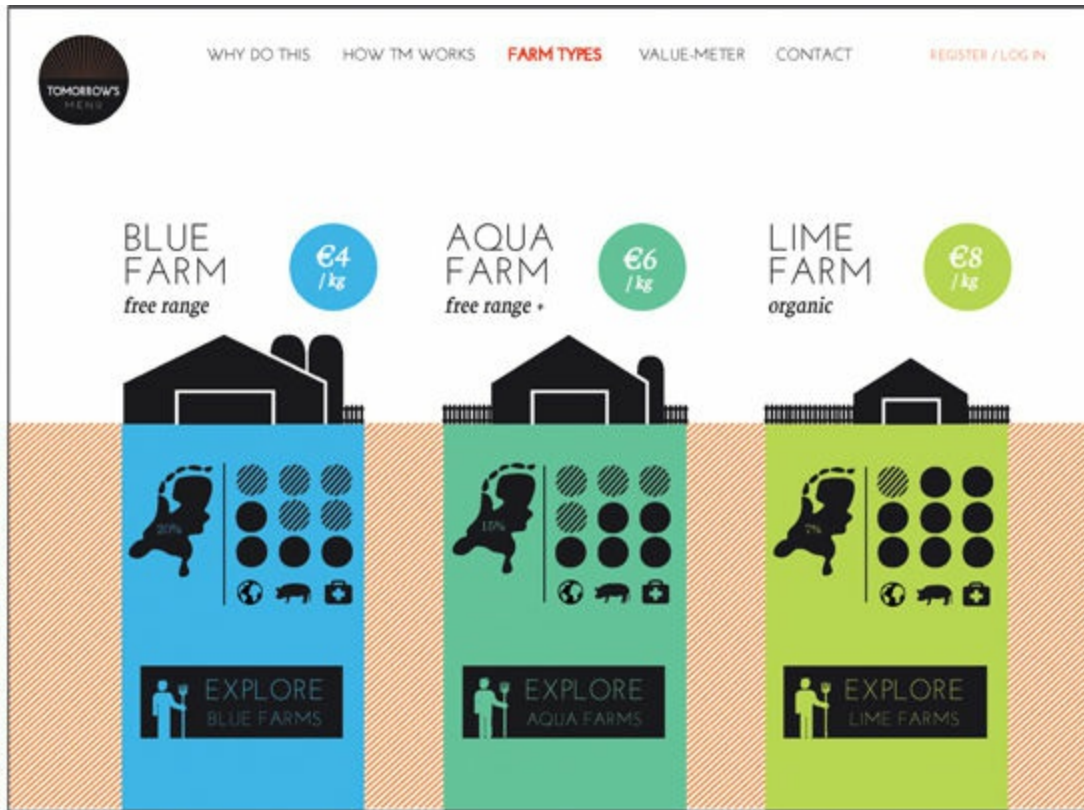 TOMORROW'S
MENU
WHY DO THIS
HOW TM WORKS
FARM TYPES
VALUE-METER
CONTACT
REGISTER / LOG IN
BLUE
FARM
free range
€4
/ kg
AQUA
FARM
free range +
€6
/ kg
LIME
FARM
organic
€8
/ kg
20%
15%
7%
EXPLORE
BLUE FARMS
EXPLORE
AQUA FARMS
EXPLORE
LIME FARMS